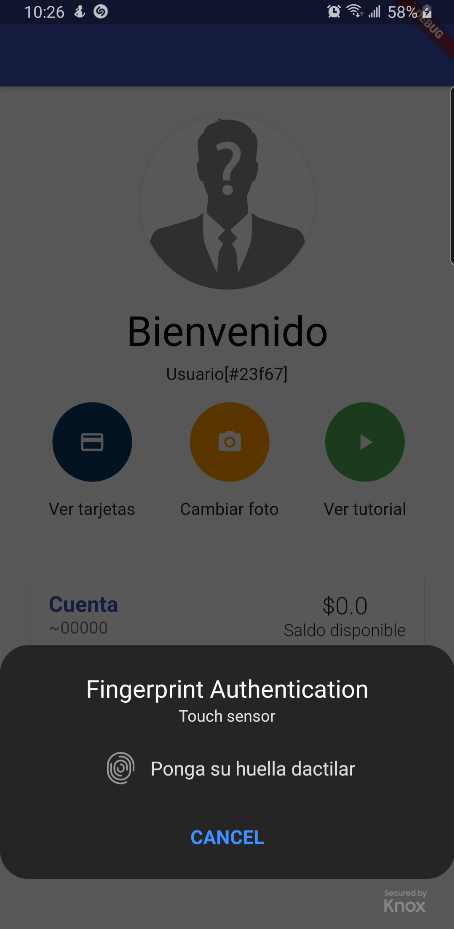 10:26
58%
DEBUG
Bienvenido
Usuario[#23f67]
Ver tarjetas
Cambiar foto
Ver tutorial
Cuenta
$0.0
~00000
Saldo disponible
Fingerprint Authentication
Touch sensor
Ponga su huella dactilar
CANCEL
Secured by
Knox